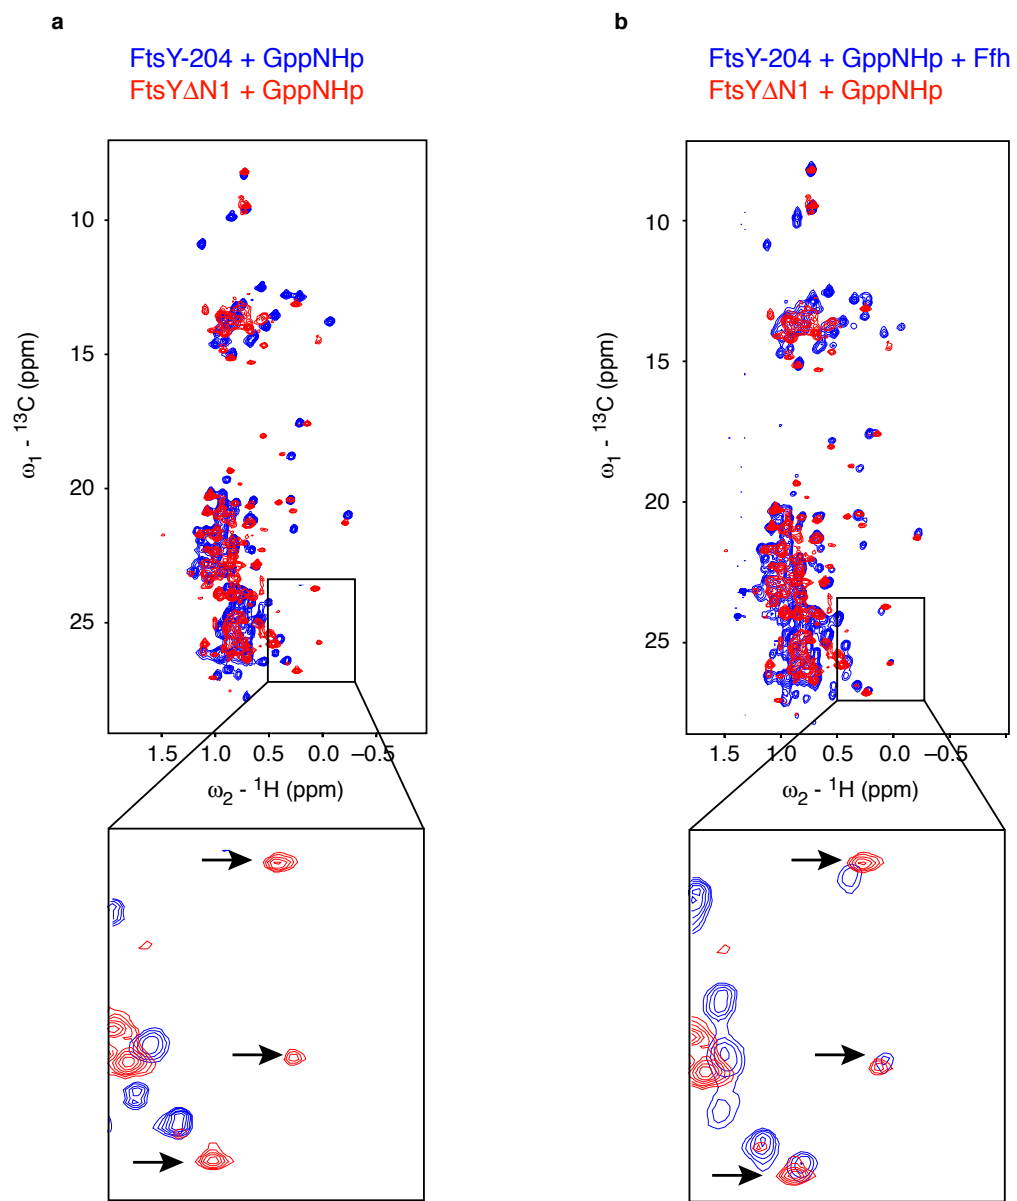 a
FtsY-204 + GppNHp
FtsYΔN1 + GppNHp
10
15
20
25
ω1 - 13C (ppm)
1.5 1.0 0.5 0.0 –0.5
ω2 - 1H (ppm)
b
FtsY-204 + GppNHp + Ffh
FtsYΔN1 + GppNHp
10
15
20
25
ω1 - 13C (ppm)
1.5 1.0 0.5 0.0 –0.5
ω2 - 1H (ppm)